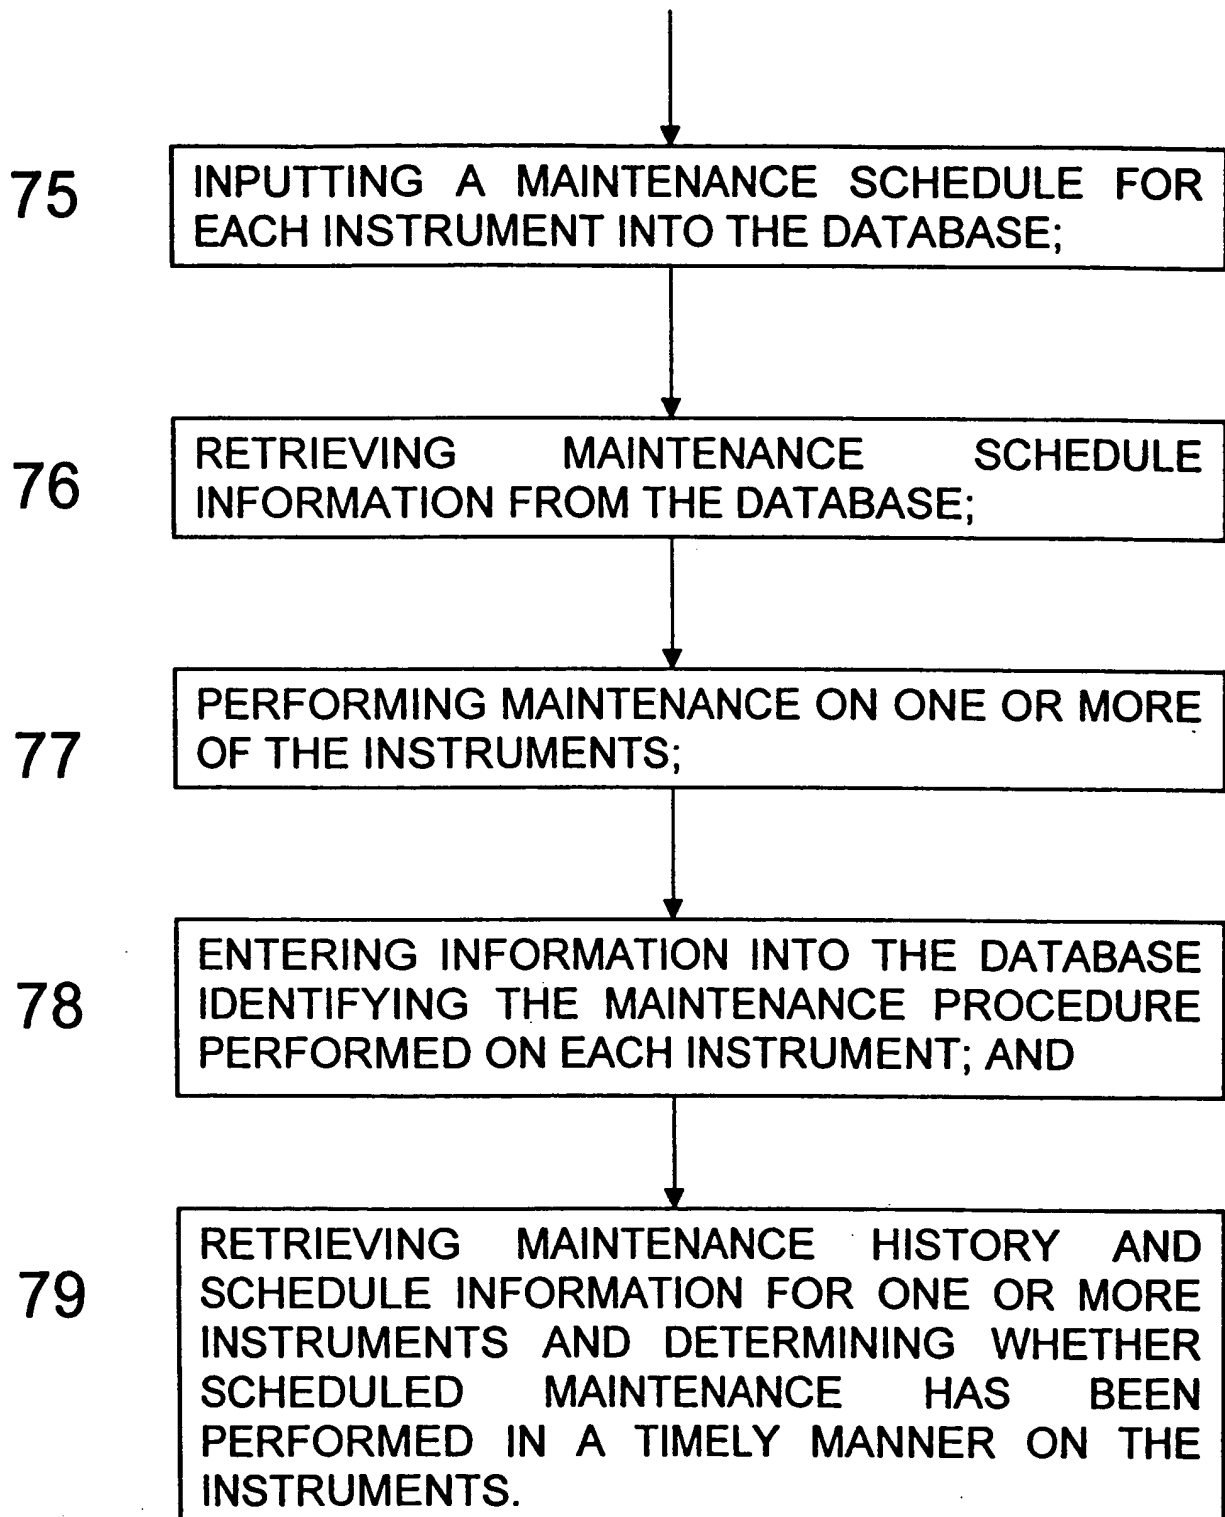 75
INPUTTING A MAINTENANCE SCHEDULE FOR
EACH INSTRUMENT INTO THE DATABASE;
76
RETRIEVING MAINTENANCE SCHEDULE
INFORMATION FROM THE DATABASE;
77
PERFORMING MAINTENANCE ON ONE OR MORE
OF THE INSTRUMENTS;
78
ENTERING INFORMATION INTO THE DATABASE
IDENTIFYING THE MAINTENANCE PROCEDURE
PERFORMED ON EACH INSTRUMENT; AND
79
RETRIEVING MAINTENANCE HISTORY AND
SCHEDULE INFORMATION FOR ONE OR MORE
INSTRUMENTS AND DETERMINING WHETHER
SCHEDULED MAINTENANCE HAS BEEN
PERFORMED IN A TIMELY MANNER ON THE
INSTRUMENTS.